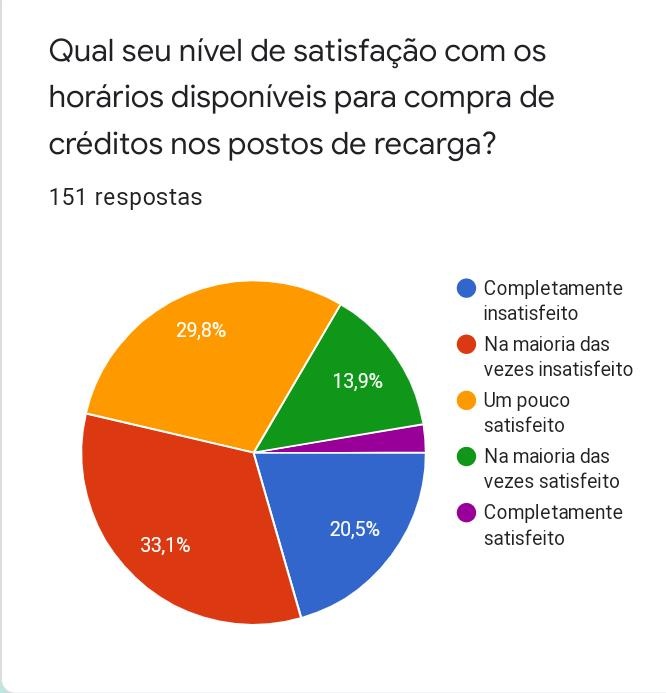 Qual seu nível de satisfação com os
horários disponíveis para compra de
créditos nos postos de recarga?
151 respostas
29,8%
13,9%
33,1%
20,5%
Completamente
insatisfeito
Na maioria das
vezes insatisfeito
Um pouco
satisfeito
Na maioria das
vezes satisfeito
Completamente
satisfeito